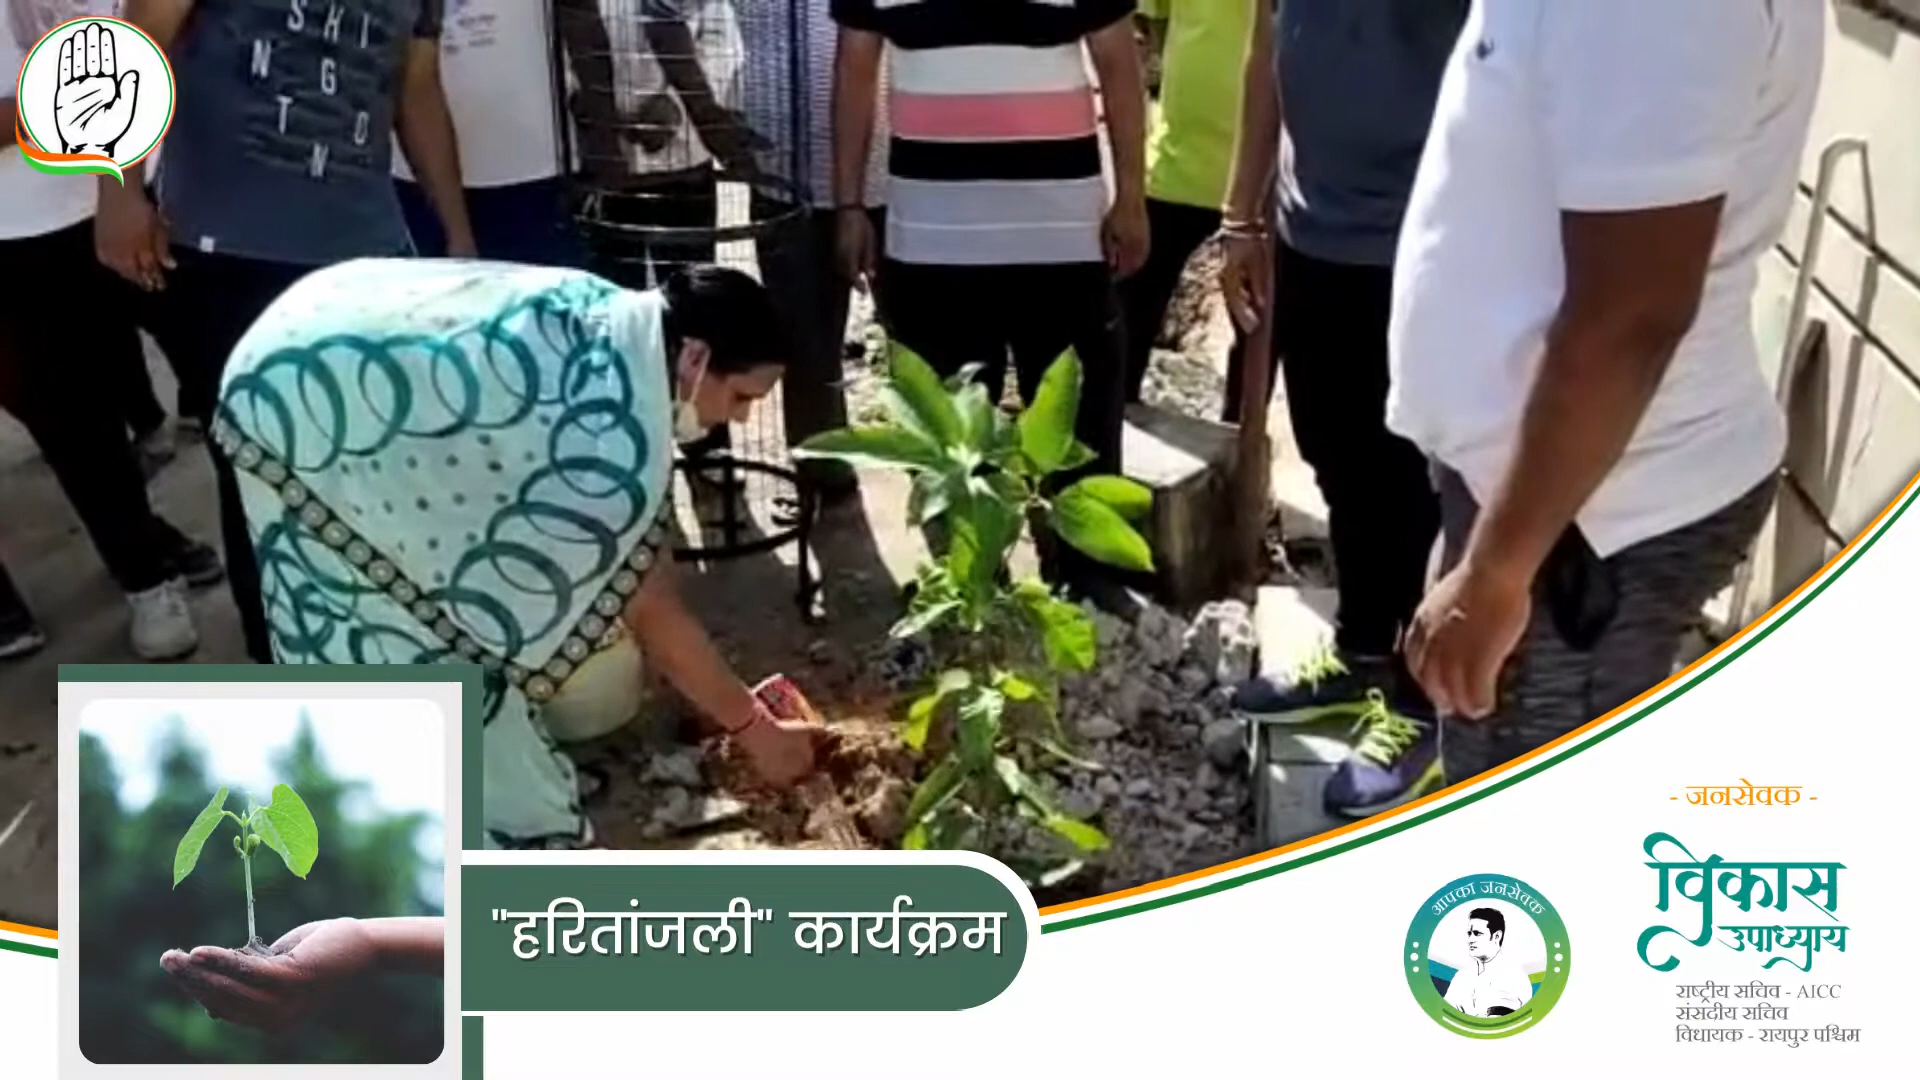 S H I
N G
T O
N
- जनसेवक -
आपका जनसेवक
विकास
उपाध्याय
राष्ट्रीय सचिव - AICC
संसदीय सचिव
विधायक - रायपुर पश्चिम
"हरितांजली" कार्यक्रम